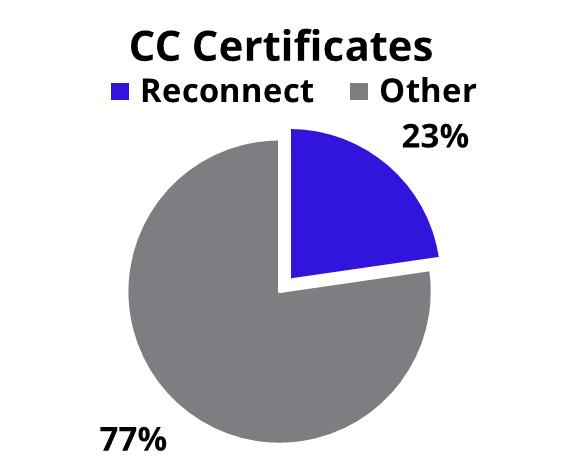 CC Certificates
Reconnect Other
23%
77%